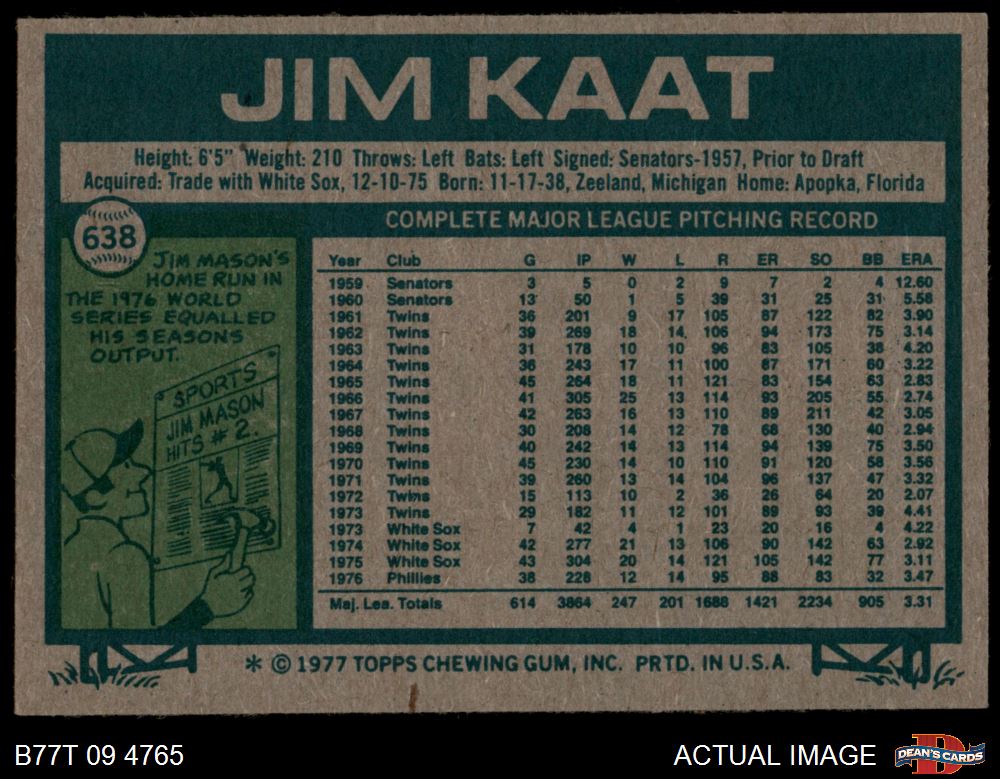 JIM KAAT
Height: 6'5" Weight: 210 Throws: Left Bats: Left Signed: Senators-1957, Prior to Draft
Acquired: Trade with White Sox, 12-10-75 Born: 11-17-38, Zeeland, Michigan Home: Apopka, Florida
638
JIM MASON'S
HOME RUN IN
THE 1976 WORLD
SERIES EQUALLED
HIS SEASONS
OUTPUT.
SPORTS
JIM MASON
HITS #2.
COMPLETE MAJOR LEAGUE PITCHING RECORD
Year Club G IP W L R ER SO BB ERA
1959 Senators 3 5 0 2 9 7 2 4 12.60
1960 Senators 13 50 1 5 39 31 25 31 5.58
1961 Twins 36 201 9 17 105 87 122 82 3.90
1962 Twins 39 269 18 14 106 94 173 75 3.14
1963 Twins 31 178 10 10 96 83 105 38 4.20
1964 Twins 36 243 17 11 100 87 171 60 3.22
1965 Twins 45 264 18 11 121 83 154 63 2.83
1966 Twins 41 305 25 13 114 93 205 55 2.74
1967 Twins 42 263 16 13 110 89 211 42 3.05
1968 Twins 30 208 14 12 78 68 130 40 2.94
1969 Twins 40 242 14 13 114 94 139 75 3.50
1970 Twins 45 230 14 10 110 91 120 58 3.56
1971 Twins 39 260 13 14 104 96 137 47 3.32
1972 Twins 15 113 10 2 36 26 64 20 2.07
1973 Twins 29 182 11 12 101 89 93 39 4.41
1973 White Sox 7 42 4 1 23 20 16 4 4.22
1974 White Sox 42 277 21 13 106 90 142 63 2.92
1975 White Sox 43 304 20 14 121 105 142 77 3.11
1976 Phillies 38 228 12 14 95 88 83 32 3.47
Maj. Lea. Totals 614 3864 247 201 1688 1421 2234 905 3.31
* © 1977 TOPPS CHEWING GUM, INC. PRTD. IN U.S.A.
B77T 09 4765
ACTUAL IMAGE
DEAN'S CARDS